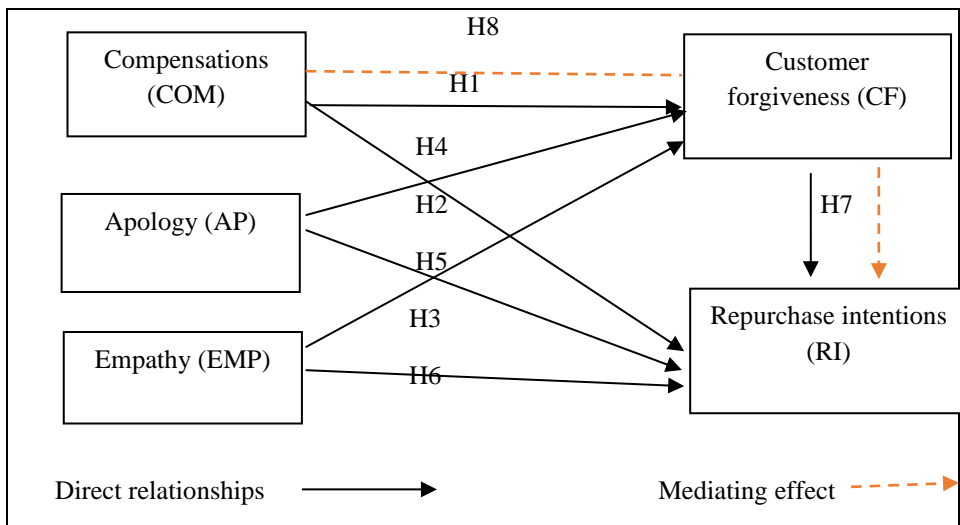 H8
Compensations
(COM)
Customer
forgiveness (CF)
H1
H4
Apology (AP)
H2
H7
H5
Repurchase intentions
(RI)
H3
Empathy (EMP)
H6
Direct relationships
Mediating effect